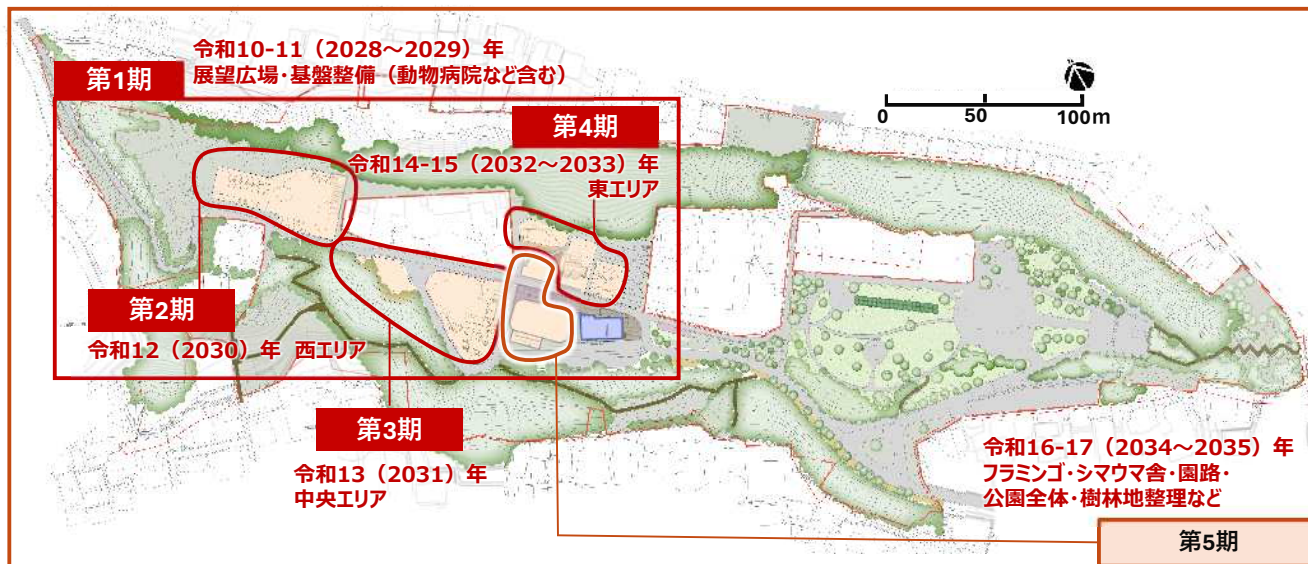 令和10-11（2028～2029）年
展望広場・基盤整備（動物病院など含む）
第1期
0 50 100m
第4期
令和14-15（2032～2033）年
東エリア
第2期
令和12（2030）年 西エリア
第3期
令和13（2031）年
中央エリア
令和16-17（2034～2035）年
フラミンゴ・シマウマ舎・園路・
公園全体・樹林地整理など
第5期